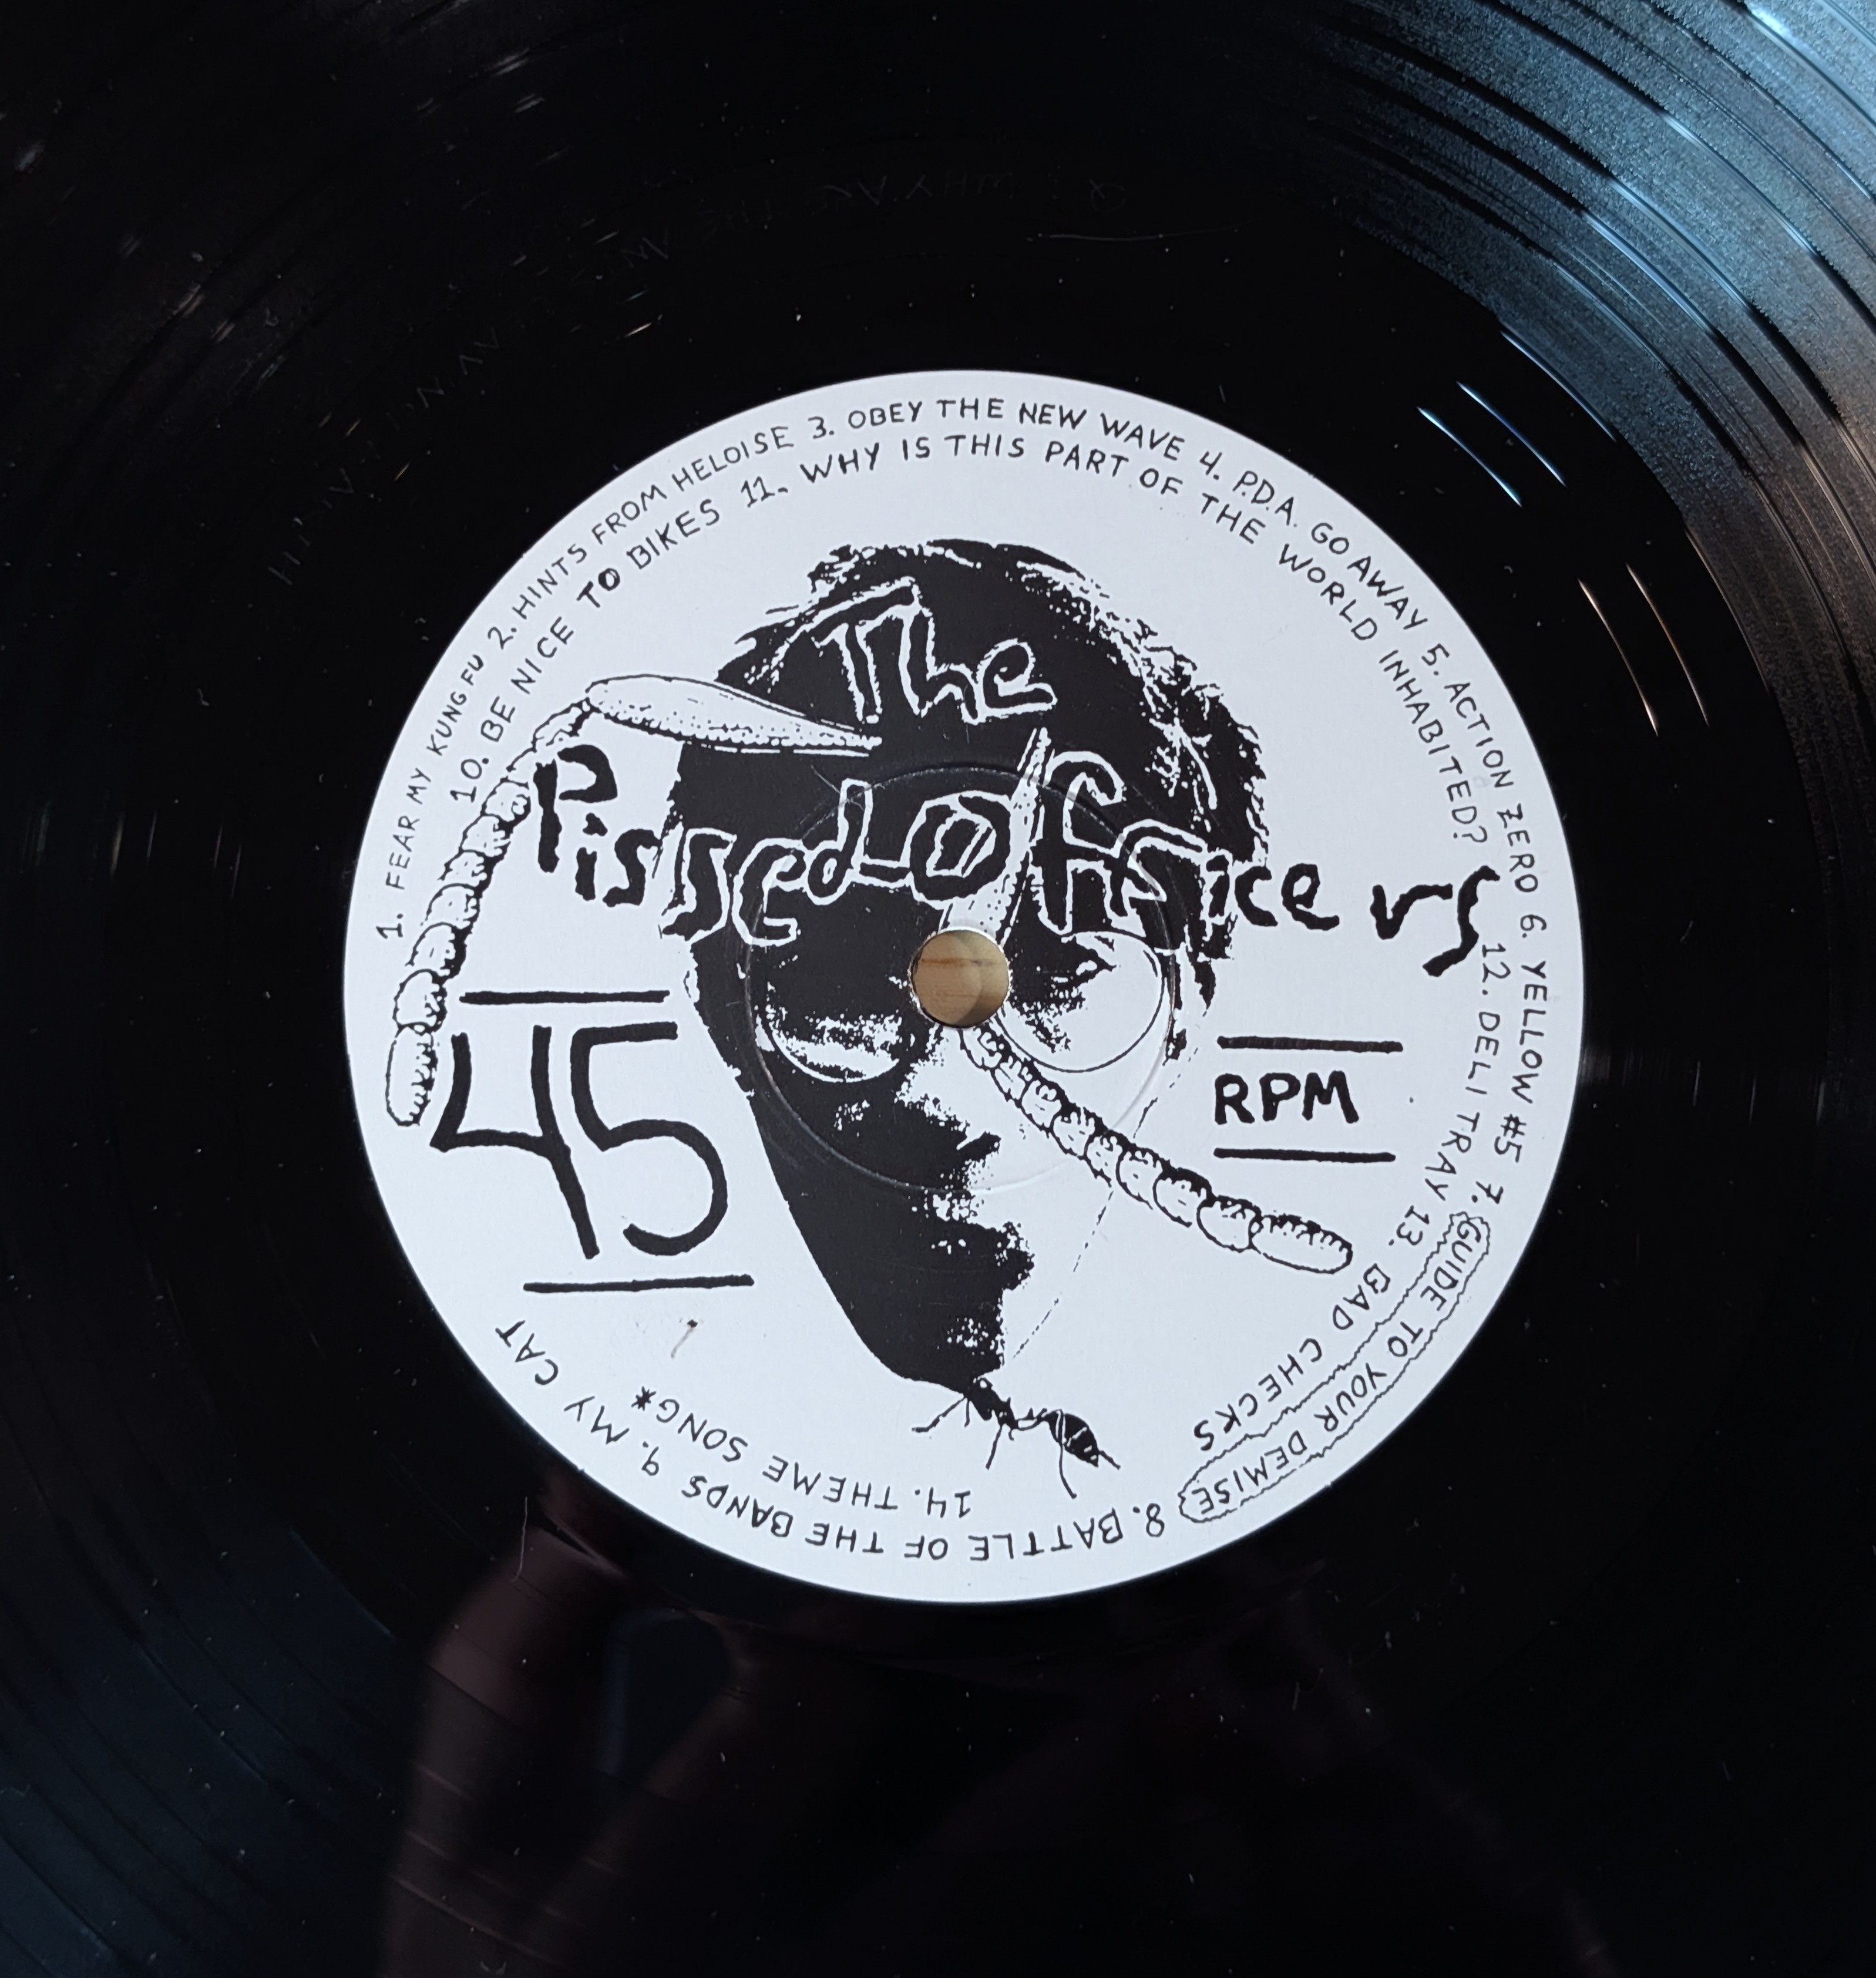 1. FEAR MY KUNG FU 2. HINTS FROM HELOISE 3. OBEY THE NEW WAVE 4. P.D.A. GO AWAY 5. ACTION ZERO 6. YELLOW #5 7. GUIDE TO YOUR DEMISE 8. BATTLE OF THE BANDS 9. MY CAT
10. BE NICE TO BIKES 11. WHY IS THIS PART OF THE WORLD INHABITED? 12. DELI TRAY 13. BAD CHECKS 14. THEME SONG*
The
Pissed Officers
45
RPM